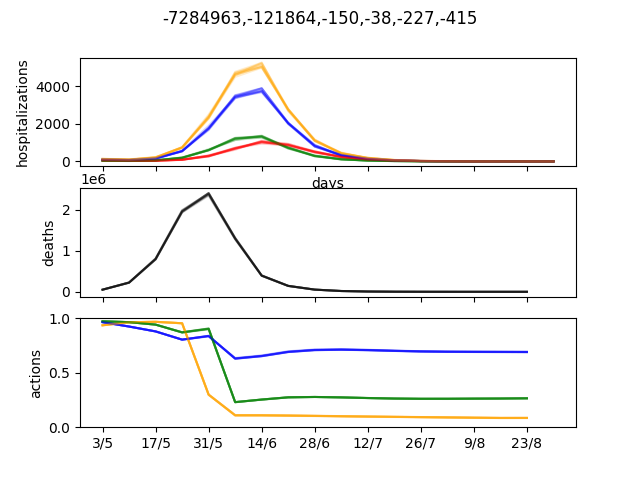 -7284963,-121864,-150,-38,-227,-415
hospitalizations
4000
2000
0
days
1e6
deaths
2
1
0
actions
1.0
0.5
0.0
3/5 17/5 31/5 14/6 28/6 12/7 26/7 9/8 23/8